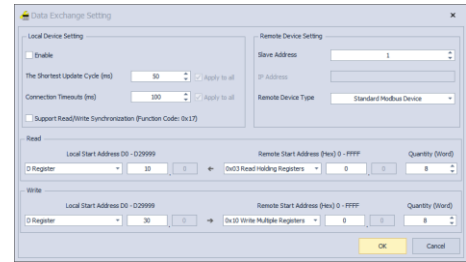 Data Exchange Setting
Local Device Setting
Enable
The Shortest Update Cycle (ms) 50 Apply to all
Connection Timeouts (ms) 100 Apply to all
Support Read/Write Synchronization (Function Code: 0x17)
Remote Device Setting
Slave Address 1
IP Address
Remote Device Type Standard Modbus Device
Read
Local Start Address D0 - D29999 Remote Start Address (Hex) 0 - FFFF Quantity (Word)
D Register 10 , 0 ← 0x03 Read Holding Registers 0 , 0 8
Write
Local Start Address D0 - D29999 Remote Start Address (Hex) 0 - FFFF Quantity (Word)
D Register 30 , 0 → 0x10 Write Multiple Registers 0 , 0 8
OK Cancel